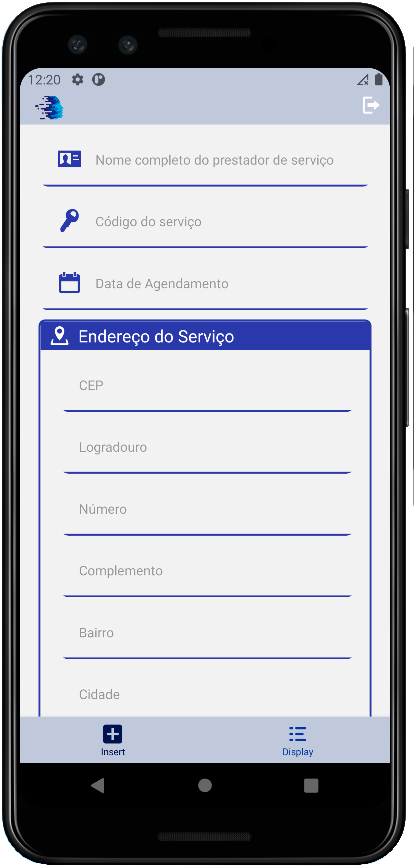 12:20
Nome completo do prestador de serviço
Código do serviço
Data de Agendamento
Endereço do Serviço
CEP
Logradouro
Número
Complemento
Bairro
Cidade
Insert
Display